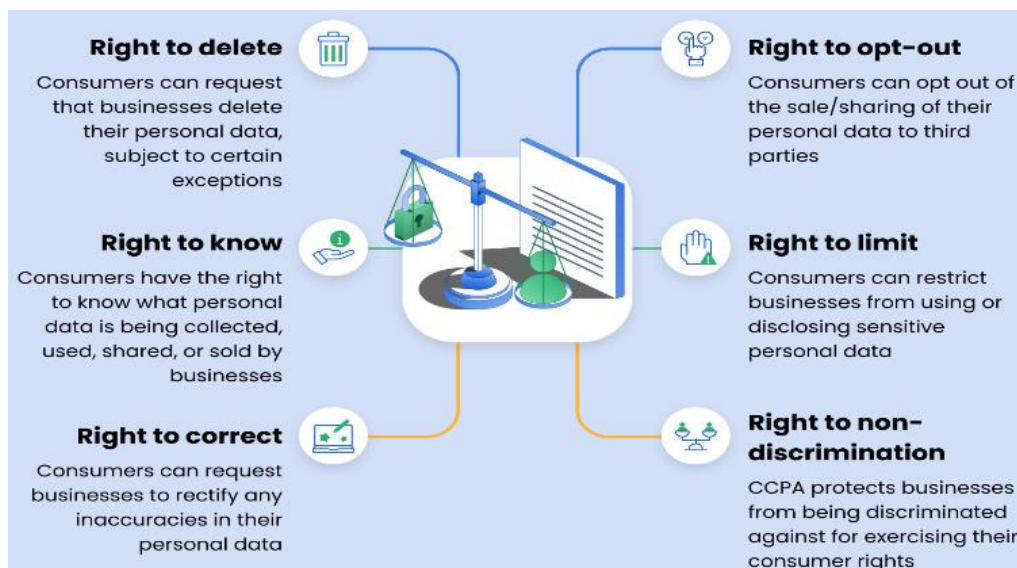 Right to delete
Consumers can request
that businesses delete
their personal data,
subject to certain
exceptions
Right to know
Consumers have the right
to know what personal
data is being collected,
used, shared, or sold by
businesses
Right to correct
Consumers can request
businesses to rectify any
inaccuracies in their
personal data
Right to opt-out
Consumers can opt out of
the sale/sharing of their
personal data to third
parties
Right to limit
Consumers can restrict
businesses from using or
disclosing sensitive
personal data
Right to non-
discrimination
CCPA protects businesses
from being discriminated
against for exercising their
consumer rights